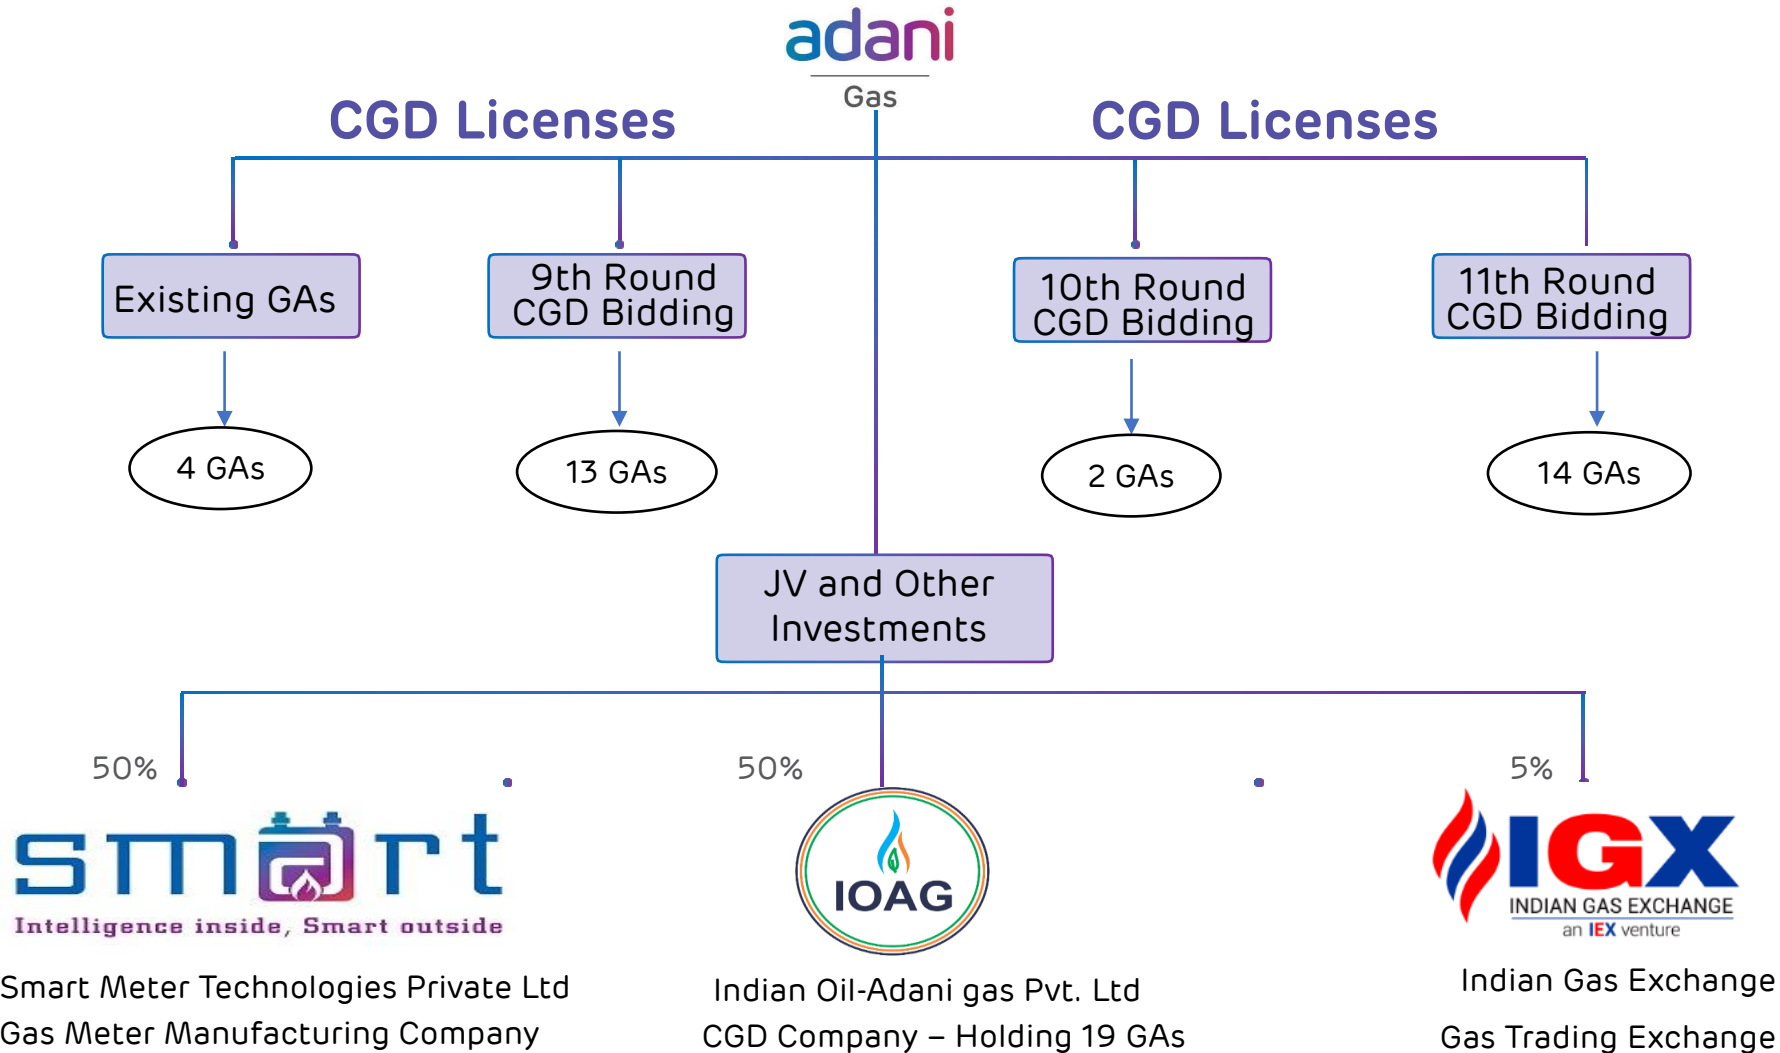 adani
Gas
CGD Licenses
CGD Licenses
Existing GAs
9th Round
CGD Bidding
10th Round
CGD Bidding
11th Round
CGD Bidding
4 GAs
13 GAs
2 GAs
14 GAs
JV and Other
Investments
50%
50%
5%
smart
Intelligence inside, Smart outside
IOAG
IGX
INDIAN GAS EXCHANGE
an IEX venture
Smart Meter Technologies Private Ltd
Gas Meter Manufacturing Company
Indian Oil-Adani gas Pvt. Ltd
CGD Company – Holding 19 GAs
Indian Gas Exchange
Gas Trading Exchange